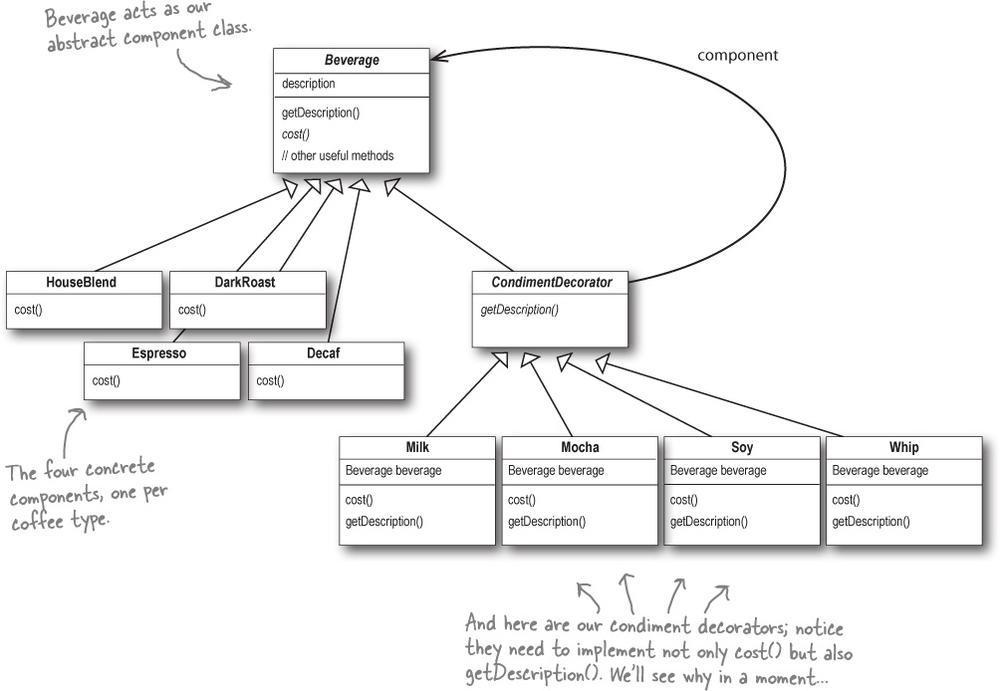 Beverage acts as our
abstract component class.
component
Beverage
description
getDescription()
cost()
// other useful methods
HouseBlend
cost()
DarkRoast
cost()
CondimentDecorator
getDescription()
Espresso
cost()
Decaf
cost()
The four concrete
components, one per
coffee type.
Milk
Beverage beverage
cost()
getDescription()
Mocha
Beverage beverage
cost()
getDescription()
Soy
Beverage beverage
cost()
getDescription()
Whip
Beverage beverage
cost()
getDescription()
And here are our condiment decorators; notice
they need to implement not only cost() but also
getDescription(). We'll see why in a moment...